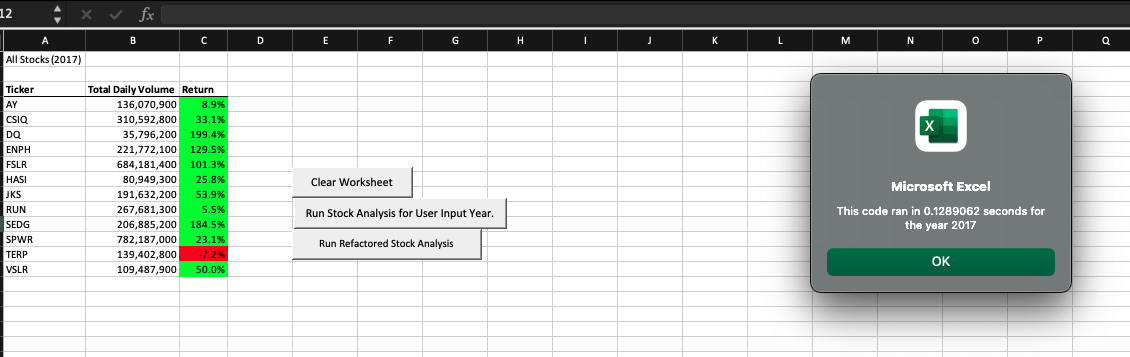 12 fx
A B C D E F G H I J K L M N O P Q
All Stocks (2017)
Ticker Total Daily Volume Return
AY 136,070,900 8.9%
CSIQ 310,592,800 33.1%
DQ 35,796,200 199.4%
ENPH 221,772,100 129.5%
FSLR 684,181,400 101.3%
HASI 80,949,300 25.8%
JKS 191,632,200 53.9%
RUN 267,681,300 5.5%
SEDG 206,885,200 184.5%
SPWR 782,187,000 23.1%
TERP 139,402,800 -7.2%
VSLR 109,487,900 50.0%
Clear Worksheet
Run Stock Analysis for User Input Year.
Run Refactored Stock Analysis
X
Microsoft Excel
This code ran in 0.1289062 seconds for
the year 2017
OK